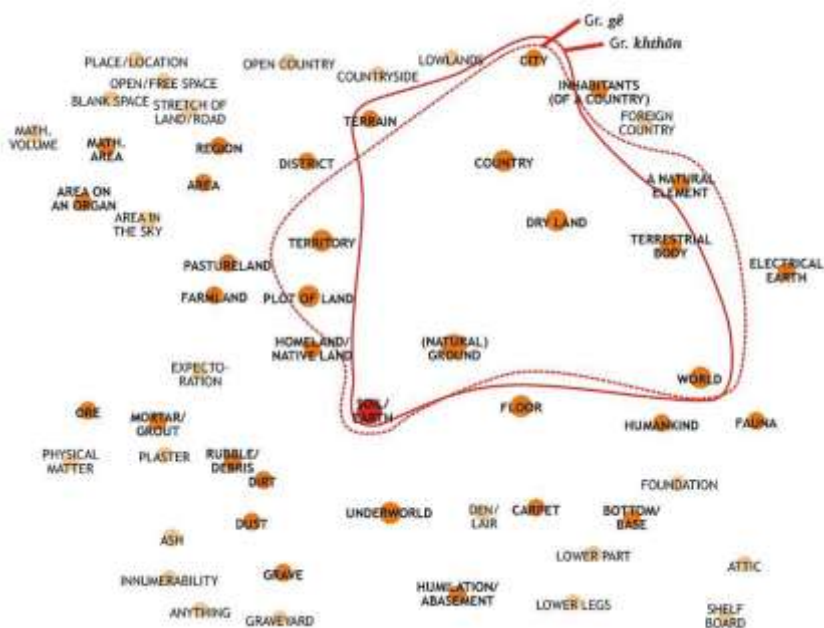 Gr. gê
Gr. khthōn
PLACE/LOCATION
OPEN/FREE SPACE
BLANK SPACE
STRETCH OF
LAND/ROAD
OPEN COUNTRY
COUNTRYSIDE
LOWLANDS
CITY
INHABITANTS
(OF A COUNTRY)
FOREIGN
COUNTRY
TERRAIN
MATH.
VOLUME
MATH.
AREA
REGION
DISTRICT
COUNTRY
A NATURAL
ELEMENT
AREA
AREA ON
AN ORGAN
AREA IN
THE SKY
DRY LAND
TERRITORY
TERRESTRIAL
BODY
PASTURELAND
ELECTRICAL
EARTH
FARMLAND
PLOT OF LAND
HOMELAND/
NATIVE LAND
(NATURAL)
GROUND
EXPECTO-
RATION
WORLD
ORE
MORTAR/
GROUT
SOIL/
EARTH
FLOOR
HUMANKIND
FAUNA
PHYSICAL
MATTER
PLASTER
RUBBLE/
DEBRIS
DIRT
FOUNDATION
UNDERWORLD
DEN/
LAIR
CARPET
BOTTOM/
BASE
DUST
ASH
LOWER PART
ATTIC
INNUMERABILITY
GRAVE
HUMILATION/
ABASEMENT
LOWER LEGS
SHELF
BOARD
ANYTHING
GRAVEYARD